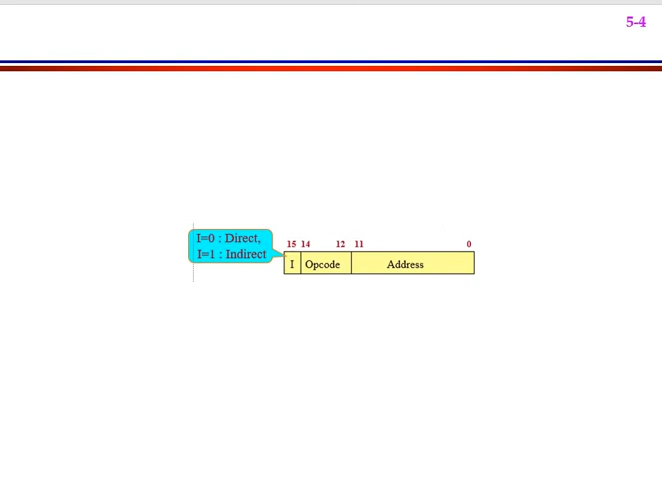 5-4
I=0 : Direct,
I=1 : Indirect
15 14 12 11 0
I Opcode Address